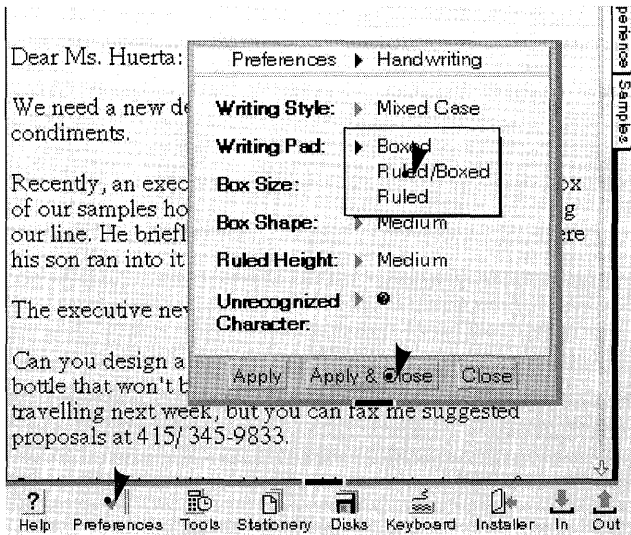 perience
Samples
Dear Ms. Huerta:
We need a new de
condiments.
Recently, an exec
ox
of our samples ho
g
our line. He briefl
ere
his son ran into it
The executive nev
Can you design a
bottle that won't b
travelling next week, but you can fax me suggested
proposals at 415/ 345-9833.
Preferences Handwriting
Writing Style: Mixed Case
Writing Pad: Boxed
Ruled/Boxed
Ruled
Box Size:
Box Shape: Medium
Ruled Height: Medium
Unrecognized
Character:
Apply Apply & Close Close
? 
Help Preferences Tools Stationery Disks Keyboard Installer In Out